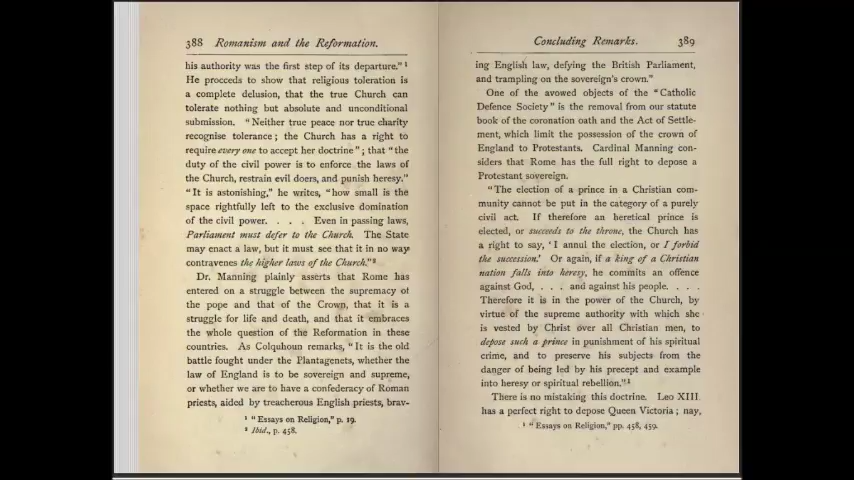 388 Romanism and the Reformation.
his authority was the first step of its departure." 1
He proceeds to show that religious toleration is
a complete delusion, that the true Church can
tolerate nothing but absolute and unconditional
submission. "Neither true peace nor true charity
recognise tolerance; the Church has a right to
require every one to accept her doctrine"; that "the
duty of the civil power is to enforce the laws of
the Church, restrain evil doers, and punish heresy."
"It is astonishing," he writes, "how small is the
space rightfully left to the exclusive domination
of the civil power. . . . Even in passing laws,
Parliament must defer to the Church. The State
may enact a law, but it must see that it in no way
contravenes the higher laws of the Church." 2
Dr. Manning plainly asserts that Rome has
entered on a struggle between the supremacy of
the pope and that of the Crown, that it is a
struggle for life and death, and that it embraces
the whole question of the Reformation in these
countries. As Colquhoun remarks, "It is the old
battle fought under the Plantagenets, whether the
law of England is to be sovereign and supreme,
or whether we are to have a confederacy of Roman
priests, aided by treacherous English priests, brav-
1 "Essays on Religion," p. 19.
2 Ibid., p. 458.
Concluding Remarks. 389
ing English law, defying the British Parliament,
and trampling on the sovereign's crown."
One of the avowed objects of the "Catholic
Defence Society" is the removal from our statute
book of the coronation oath and the Act of Settle-
ment, which limit the possession of the crown of
England to Protestants. Cardinal Manning con-
siders that Rome has the full right to depose a
Protestant sovereign.
"The election of a prince in a Christian com-
munity cannot be put in the category of a purely
civil act. If therefore an heretical prince is
elected, or succeeds to the throne, the Church has
a right to say, 'I annul the election, or I forbid
the succession.' Or again, if a king of a Christian
nation falls into heresy, he commits an offence
against God, . . . and against his people. . . .
Therefore it is in the power of the Church, by
virtue of the supreme authority with which she
is vested by Christ over all Christian men, to
depose such a prince in punishment of his spiritual
crime, and to preserve his subjects from the
danger of being led by his precept and example
into heresy or spiritual rebellion." 1
There is no mistaking this doctrine. Leo XIII.
has a perfect right to depose Queen Victoria; nay,
1 "Essays on Religion," pp. 458, 459.